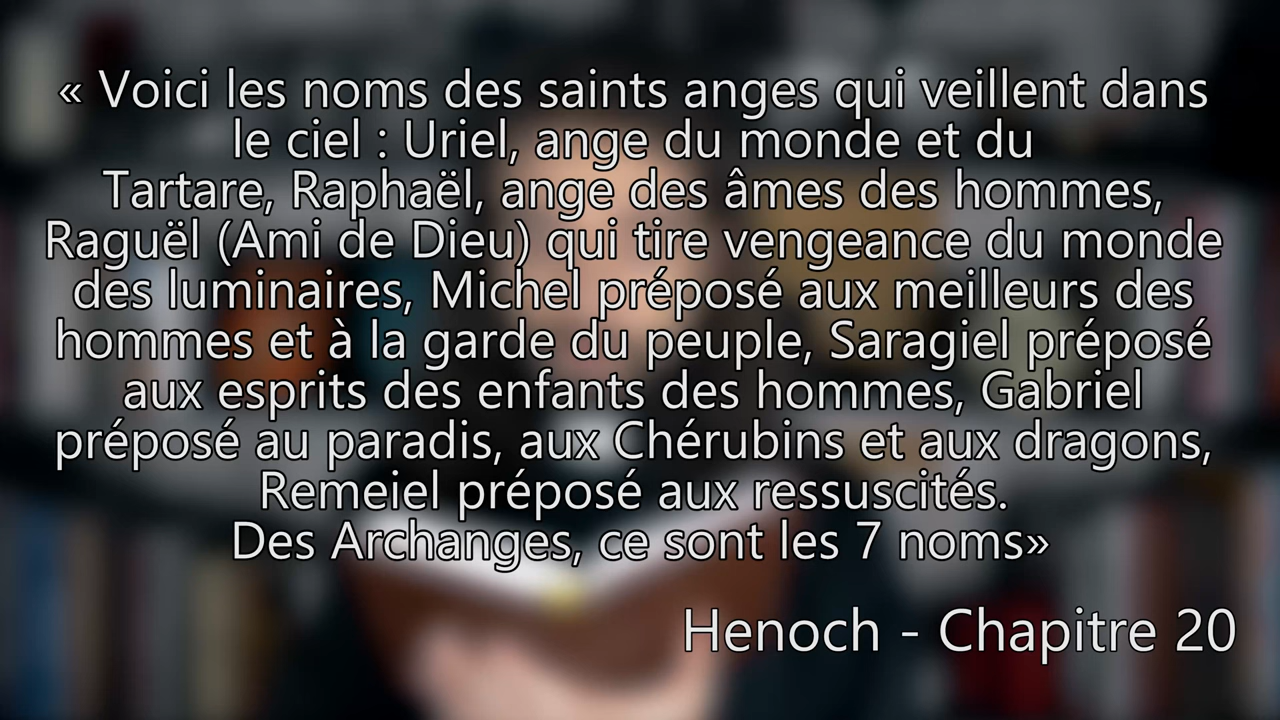 « Voici les noms des saints anges qui veillent dans
le ciel : Uriel, ange du monde et du
Tartare, Raphaël, ange des âmes des hommes,
Raguël (Ami de Dieu) qui tire vengeance du monde
des luminaires, Michel préposé aux meilleurs des
hommes et à la garde du peuple, Saragiel préposé
aux esprits des enfants des hommes, Gabriel
préposé au paradis, aux Chérubins et aux dragons,
Remeiel préposé aux ressuscités.
Des Archanges, ce sont les 7 noms»
Henoch - Chapitre 20